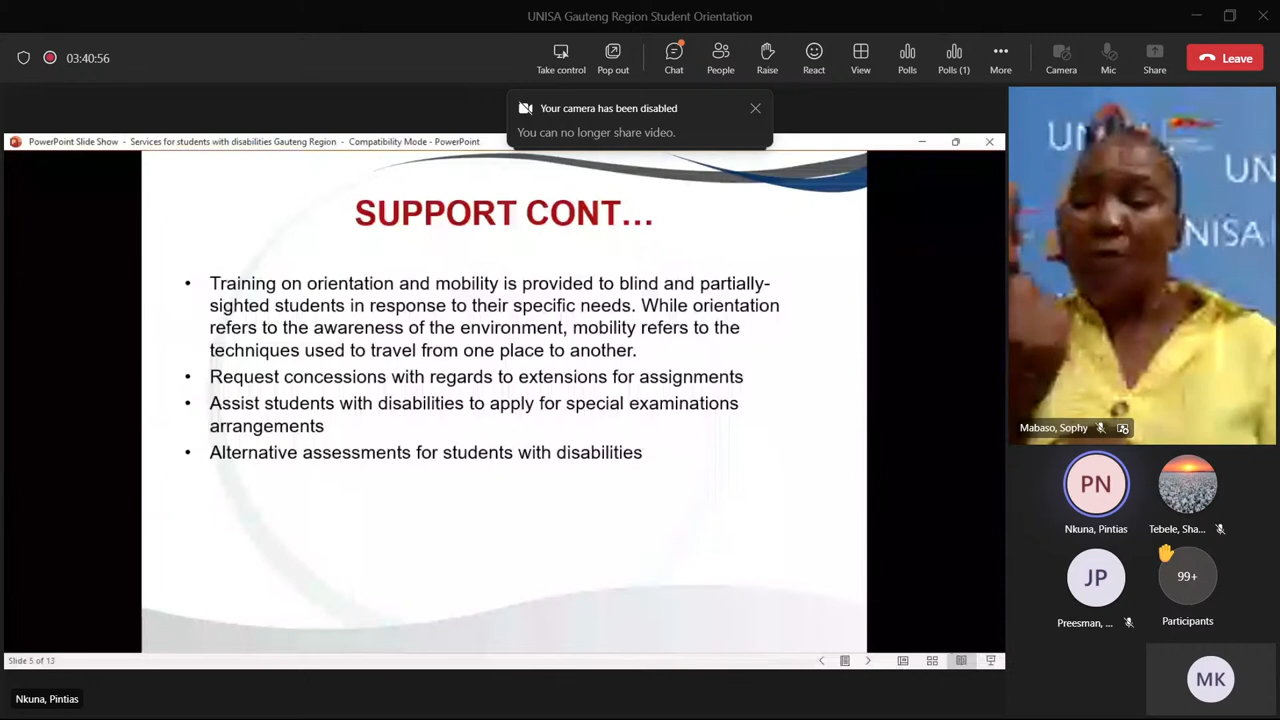 UNISA Gauteng Region Student Orientation
03:40:56
Take control
Pop out
Chat
People
Raise
React
View
Polls
Polls (1)
More
Camera
Mic
Share
Leave
Your camera has been disabled
You can no longer share video.
PowerPoint Slide Show - Services for students with disabilities Gauteng Region - Compatibility Mode - PowerPoint
SUPPORT CONT...
• Training on orientation and mobility is provided to blind and partially-
sighted students in response to their specific needs. While orientation
refers to the awareness of the environment, mobility refers to the
techniques used to travel from one place to another.
• Request concessions with regards to extensions for assignments
• Assist students with disabilities to apply for special examinations
arrangements
• Alternative assessments for students with disabilities
Slide 5 of 13
Nkuna, Pintias
UN
UN
UNISA
Mabaso, Sophy
PN
Nkuna, Pintias
Tebele, Sha...
JP
Preesman, ...
99+
Participants
MK